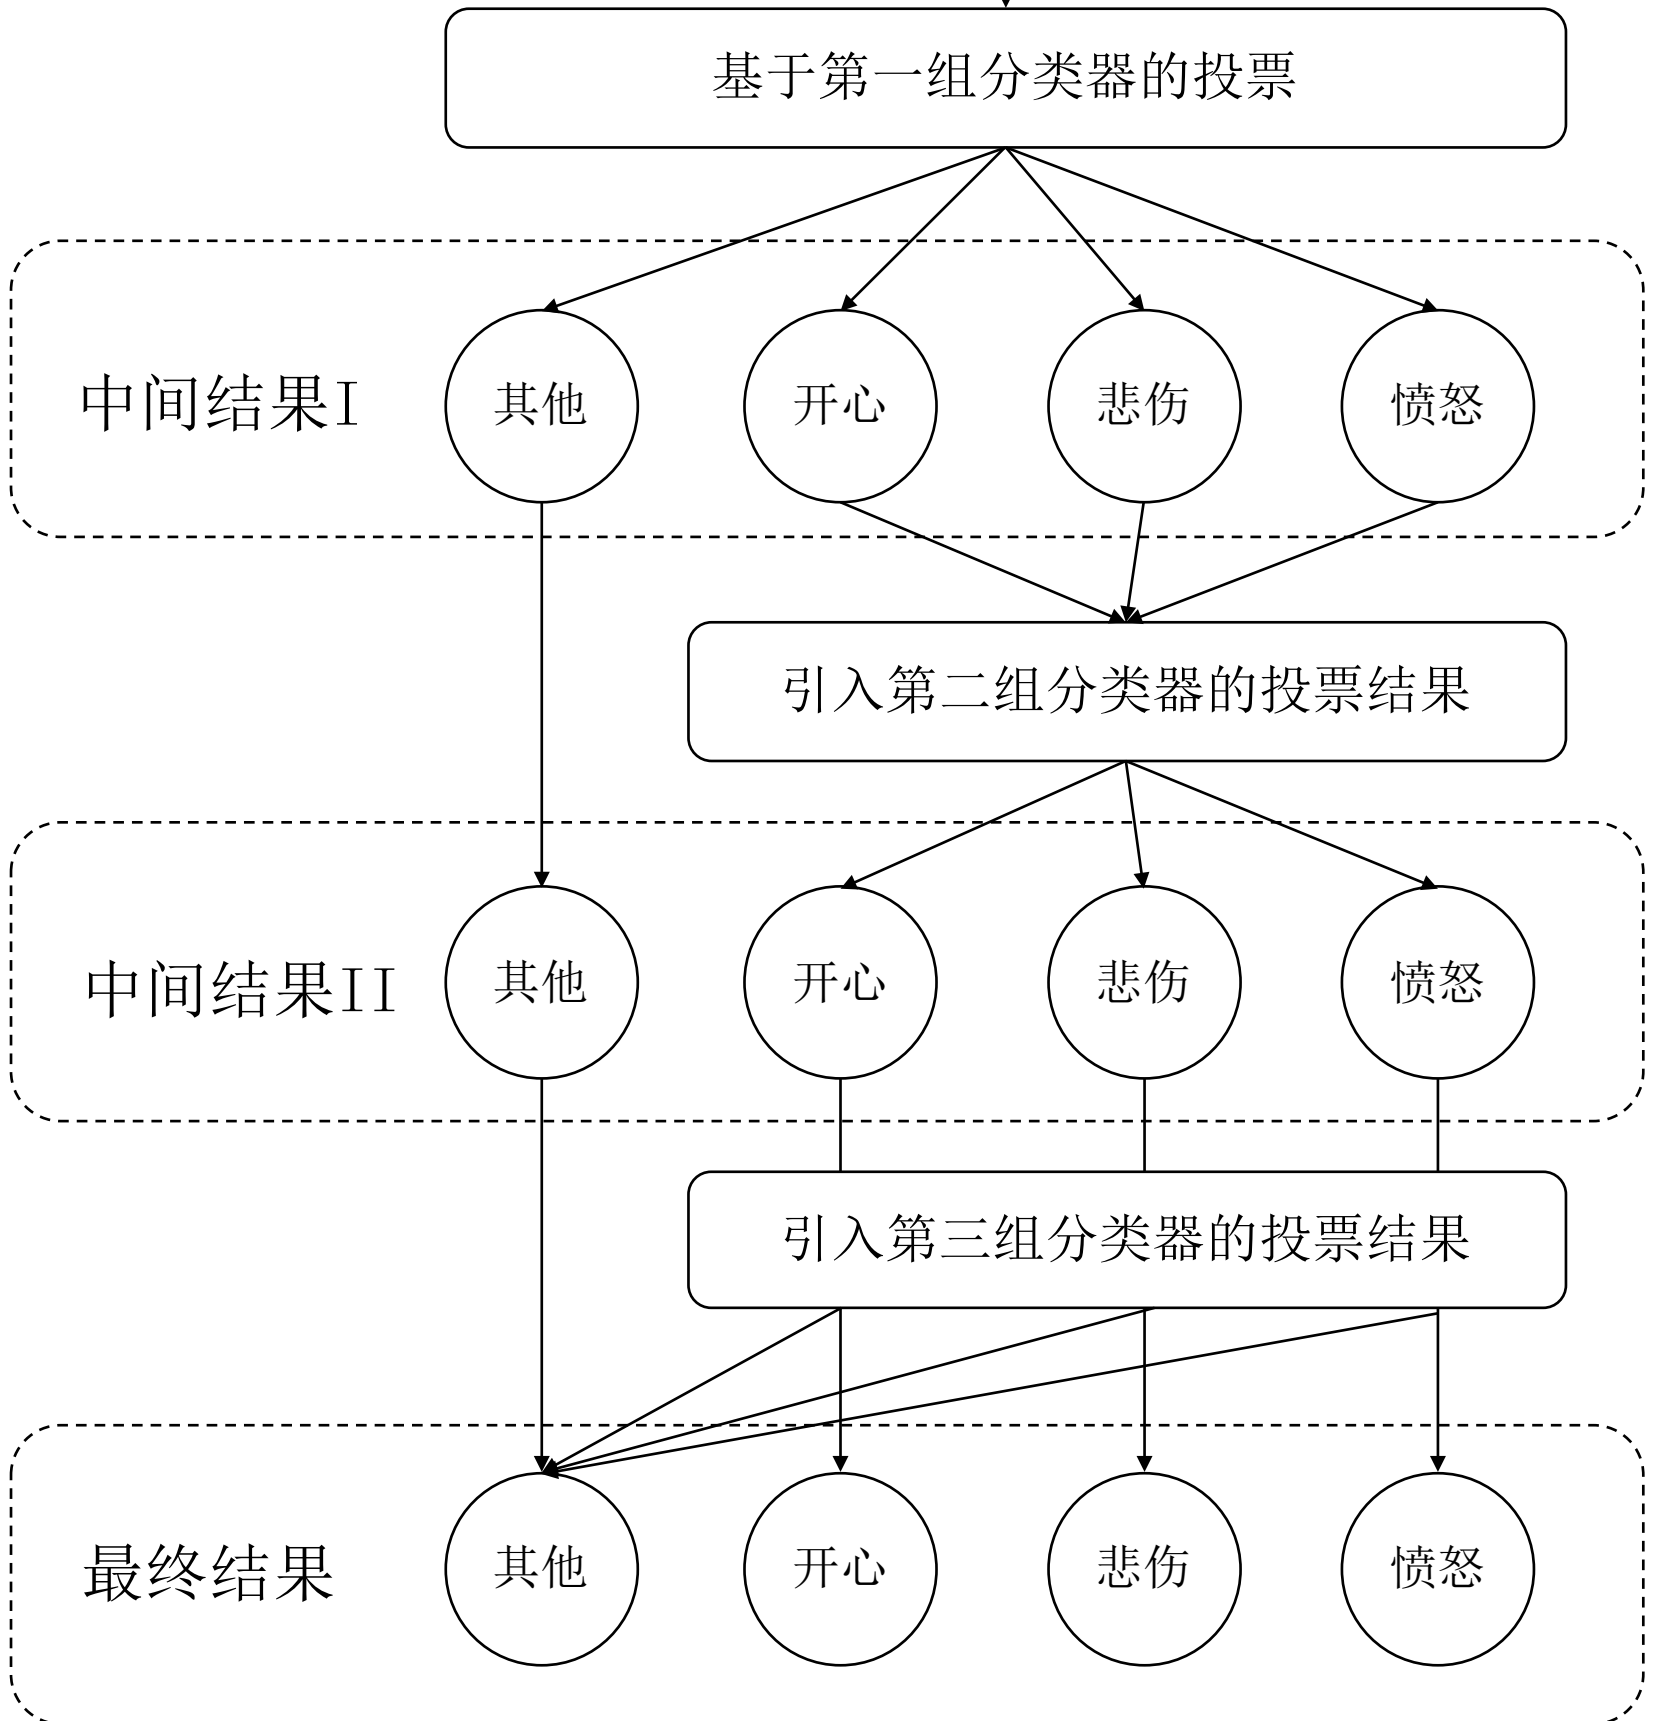 基于第一组分类器的投票
中间结果I
其他
开心
悲伤
愤怒
引入第二组分类器的投票结果
中间结果II
其他
开心
悲伤
愤怒
引入第三组分类器的投票结果
最终结果
其他
开心
悲伤
愤怒